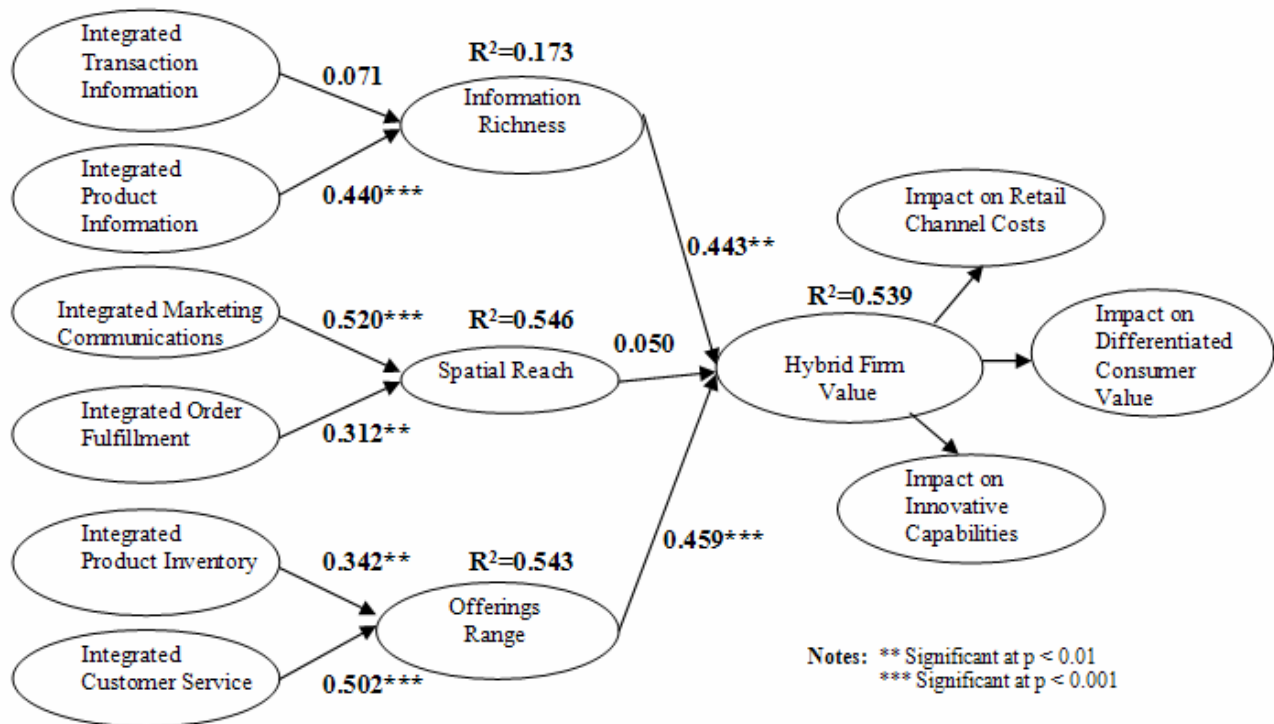 Integrated
Transaction
Information
0.071
R²=0.173
Information
Richness
Integrated
Product
Information
0.440***
0.443**
Impact on Retail
Channel Costs
Integrated Marketing
Communications
0.520***
R²=0.546
Spatial Reach
0.050
R²=0.539
Hybrid Firm
Value
Impact on
Differentiated
Consumer
Value
Integrated Order
Fulfillment
0.312**
Impact on
Innovative
Capabilities
Integrated
Product Inventory
0.342**
R²=0.543
Offerings
Range
0.459***
Integrated
Customer Service
0.502***
Notes: ** Significant at p < 0.01
*** Significant at p < 0.001